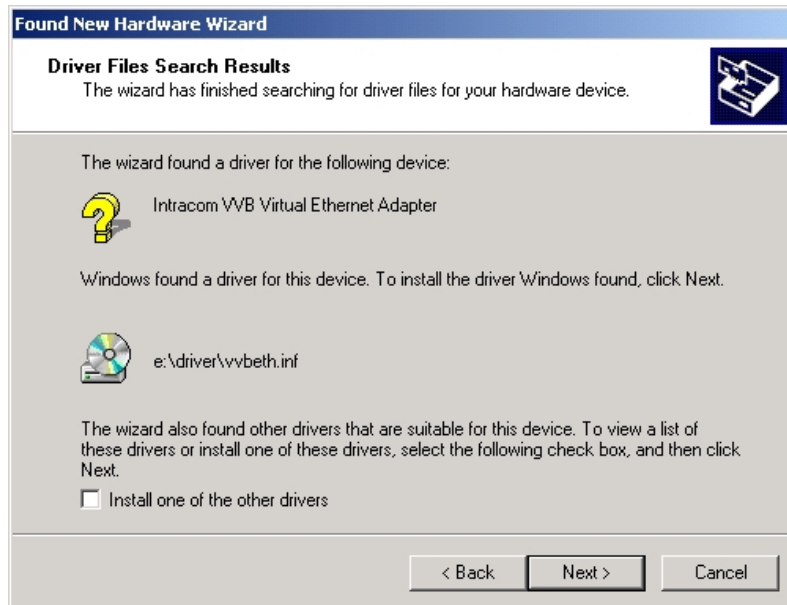 Found New Hardware Wizard
Driver Files Search Results
The wizard has finished searching for driver files for your hardware device.
The wizard found a driver for the following device:
Intracom VVB Virtual Ethernet Adapter
Windows found a driver for this device. To install the driver Windows found, click Next.
e:\driver\vvbeth.inf
The wizard also found other drivers that are suitable for this device. To view a list of
these drivers or install one of these drivers, select the following check box, and then click
Next.
Install one of the other drivers
< Back
Next >
Cancel